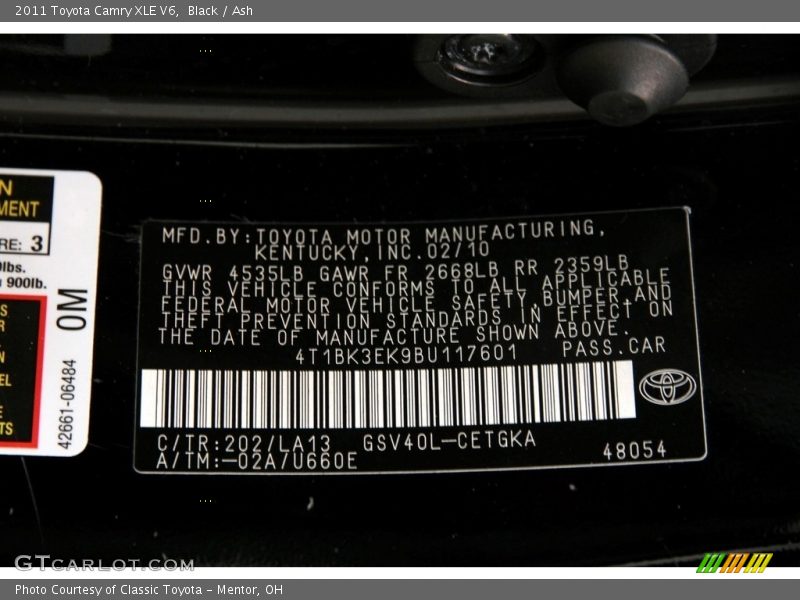 2011 Toyota Camry XLE V6,  Black / Ash
MENT
RE: 3
0lbs.
900lb.
OM
42661-06484
MFD.BY:TOYOTA MOTOR MANUFACTURING,
KENTUCKY,INC.02/10
GVWR 4535LB GAWR FR 2668LB RR 2359LB
THIS VEHICLE CONFORMS TO ALL APPLICABLE
FEDERAL MOTOR VEHICLE SAFETY,BUMPER,AND
THEFT PREVENTION STANDARDS IN EFFECT ON
THE DATE OF MANUFACTURE SHOWN ABOVE.
4T1BK3EK9BU117601 PASS.CAR
C/TR:202/LA13 GSV40L-CETGKA
A/TM:-02A/U660E 48054
GTCARLOT.COM
Photo Courtesy of Classic Toyota - Mentor, OH